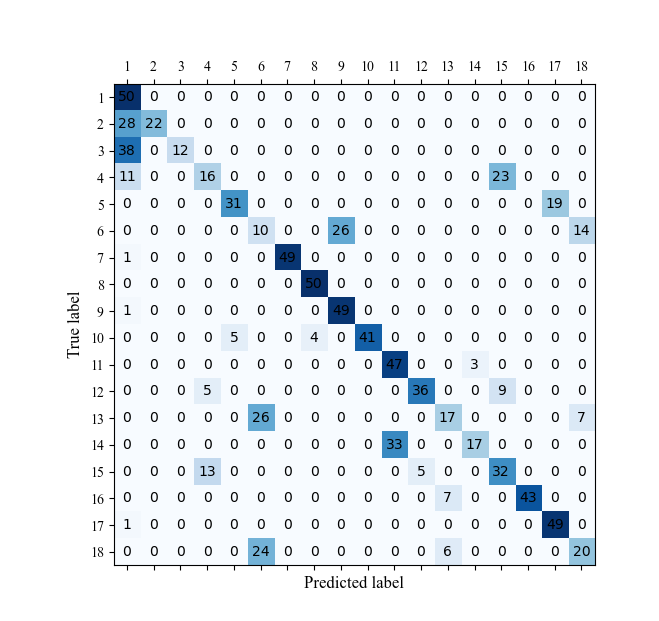 1 2 3 4 5 6 7 8 9 10 11 12 13 14 15 16 17 18
1 50 0 0 0 0 0 0 0 0 0 0 0 0 0 0 0 0 0
2 28 22 0 0 0 0 0 0 0 0 0 0 0 0 0 0 0 0
3 38 0 12 0 0 0 0 0 0 0 0 0 0 0 0 0 0 0
4 11 0 0 16 0 0 0 0 0 0 0 0 0 0 23 0 0 0
5 0 0 0 0 31 0 0 0 0 0 0 0 0 0 0 0 19 0
6 0 0 0 0 0 10 0 0 26 0 0 0 0 0 0 0 0 14
7 1 0 0 0 0 0 49 0 0 0 0 0 0 0 0 0 0 0
8 0 0 0 0 0 0 0 50 0 0 0 0 0 0 0 0 0 0
9 1 0 0 0 0 0 0 0 49 0 0 0 0 0 0 0 0 0
10 0 0 0 0 5 0 0 4 0 41 0 0 0 0 0 0 0 0
11 0 0 0 0 0 0 0 0 0 0 47 0 0 3 0 0 0 0
12 0 0 0 5 0 0 0 0 0 0 0 36 0 0 9 0 0 0
13 0 0 0 0 0 26 0 0 0 0 0 0 17 0 0 0 0 7
14 0 0 0 0 0 0 0 0 0 0 33 0 0 17 0 0 0 0
15 0 0 0 13 0 0 0 0 0 0 0 5 0 0 32 0 0 0
16 0 0 0 0 0 0 0 0 0 0 0 0 7 0 0 43 0 0
17 1 0 0 0 0 0 0 0 0 0 0 0 0 0 0 0 49 0
18 0 0 0 0 0 24 0 0 0 0 0 0 6 0 0 0 0 20
True label
Predicted label